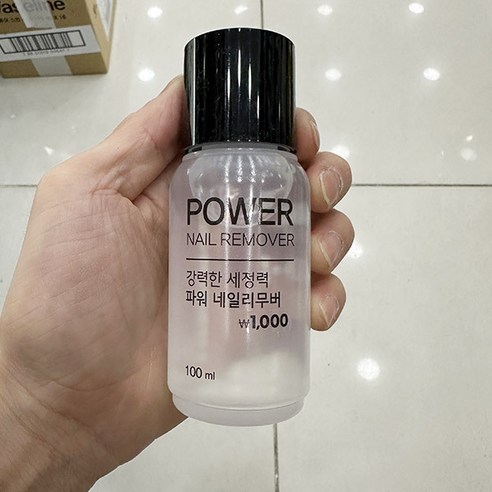 Vaseline
POWER
NAIL REMOVER
강력한 세정력
파워 네일리무버
₩1,000
100 ml